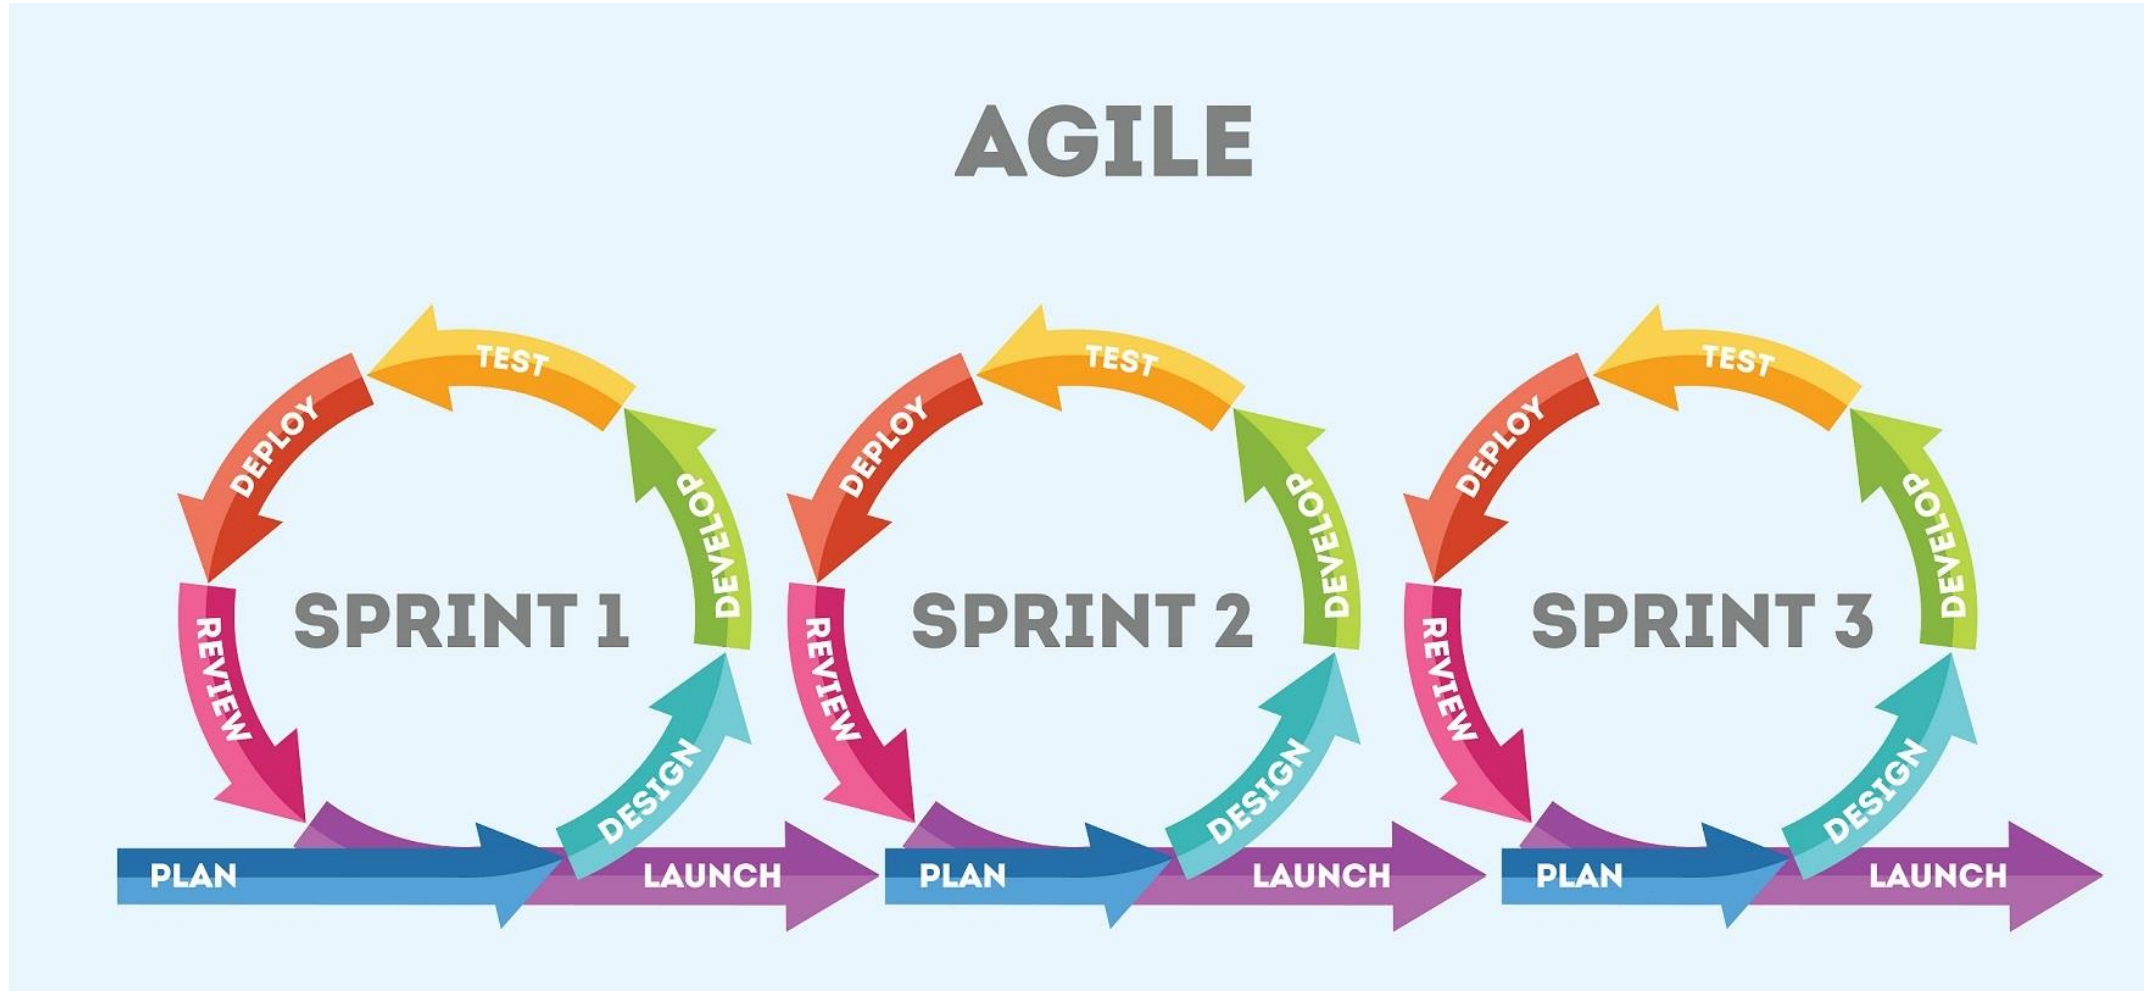 AGILE
SPRINT 1
PLAN
DESIGN
DEVELOP
TEST
DEPLOY
REVIEW
LAUNCH
SPRINT 2
PLAN
DESIGN
DEVELOP
TEST
DEPLOY
REVIEW
LAUNCH
SPRINT 3
PLAN
DESIGN
DEVELOP
TEST
DEPLOY
REVIEW
LAUNCH